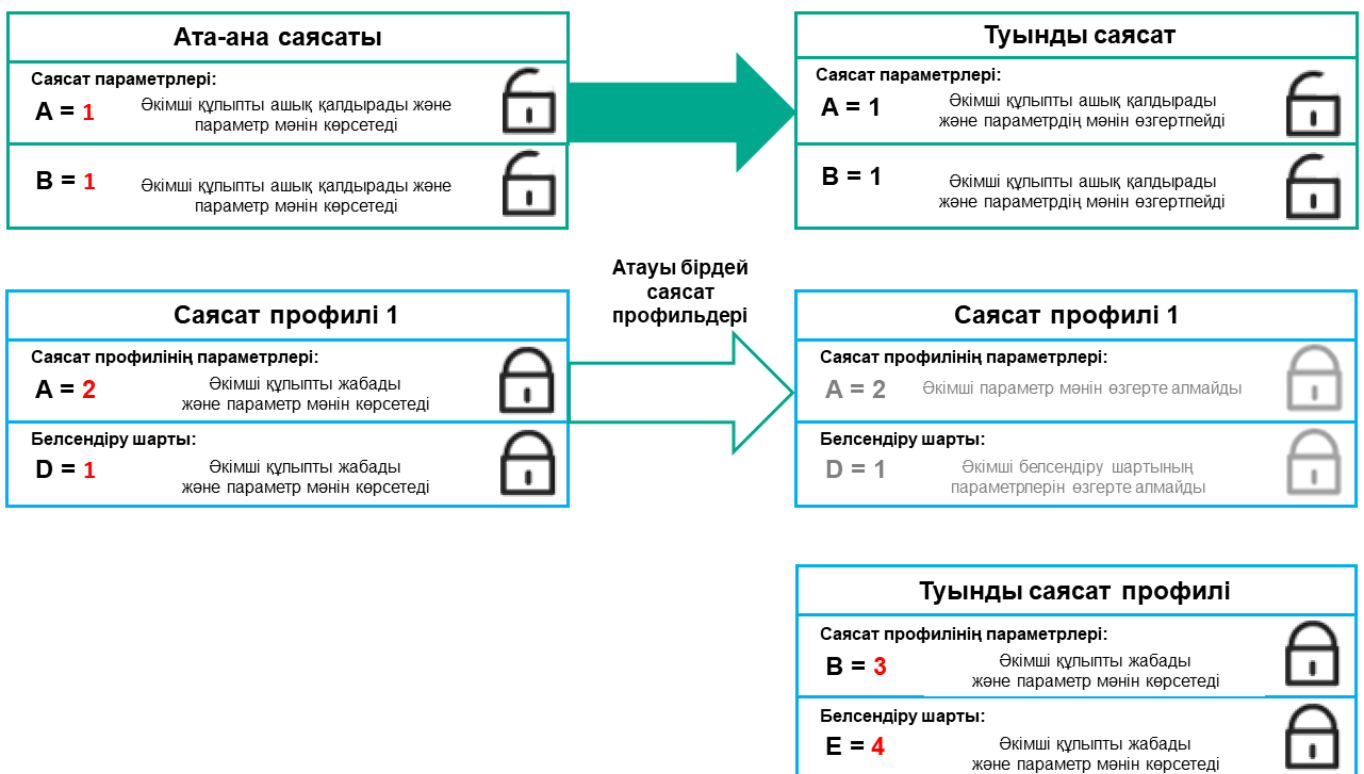 Ата-ана саясаты
Саясат параметрлері:
A = 1
Әкімші құлыпты ашық қалдырады және
параметр мәнін көрсетеді
B = 1
Әкімші құлыпты ашық қалдырады және
параметр мәнін көрсетеді
Туынды саясат
Саясат параметрлері:
A = 1
Әкімші құлыпты ашық қалдырады
және параметрдің мәнін өзгертпейді
B = 1
Әкімші құлыпты ашық қалдырады
және параметрдің мәнін өзгертпейді
Атауы бірдей
саясат
профильдері
Саясат профилі 1
Саясат профилінің параметрлері:
A = 2
Әкімші құлыпты жабады
және параметр мәнін көрсетеді
Белсендіру шарты:
D = 1
Әкімші құлыпты жабады
және параметр мәнін көрсетеді
Саясат профилі 1
Саясат профилінің параметрлері:
A = 2
Әкімші параметр мәнін өзгерте алмайды
Белсендіру шарты:
D = 1
Әкімші белсендіру шартының
параметрлерін өзгерте алмайды
Туынды саясат профилі
Саясат профилінің параметрлері:
B = 3
Әкімші құлыпты жабады
және параметр мәнін көрсетеді
Белсендіру шарты:
E = 4
Әкімші құлыпты жабады
және параметр мәнін көрсетеді